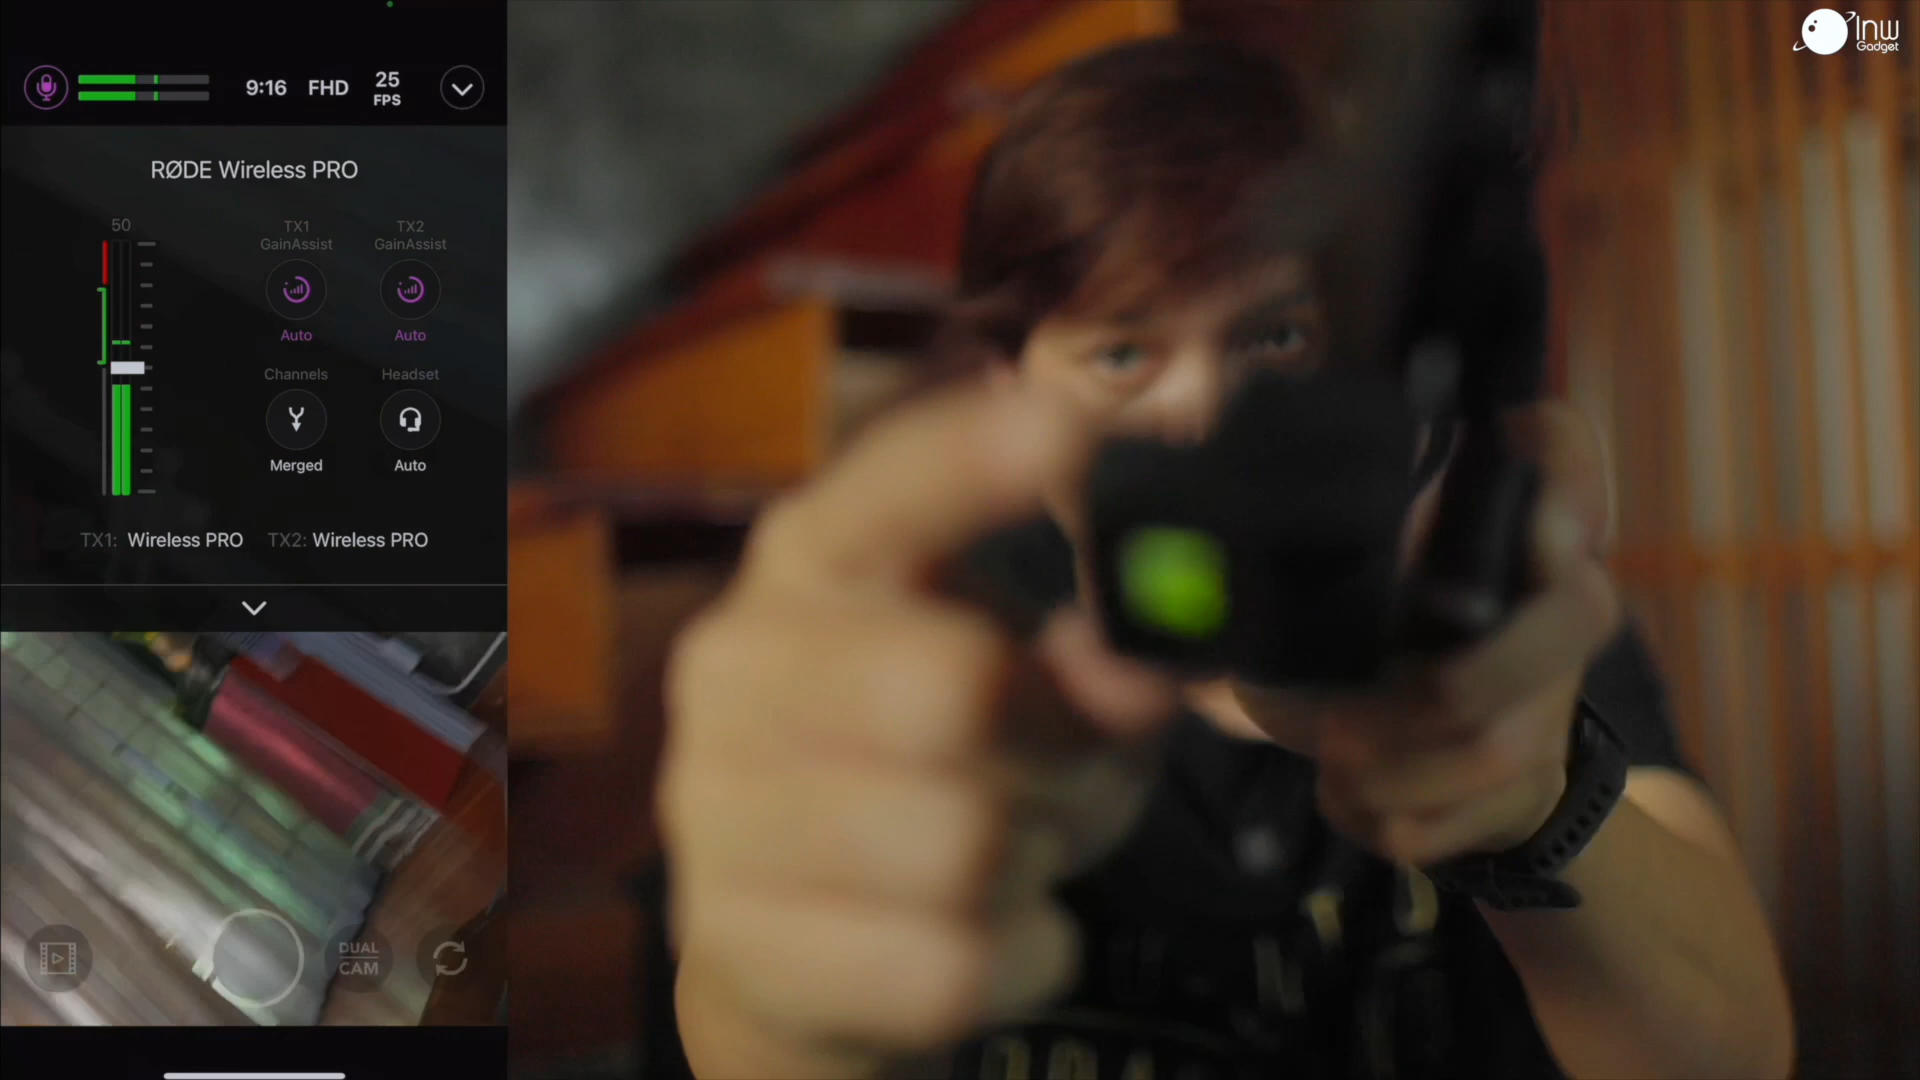 lnw
Gadget
9:16 FHD 25 FPS
RØDE Wireless PRO
50
TX1 GainAssist
TX2 GainAssist
Auto
Auto
Channels
Headset
Merged
Auto
TX1: Wireless PRO TX2: Wireless PRO
DUAL CAM